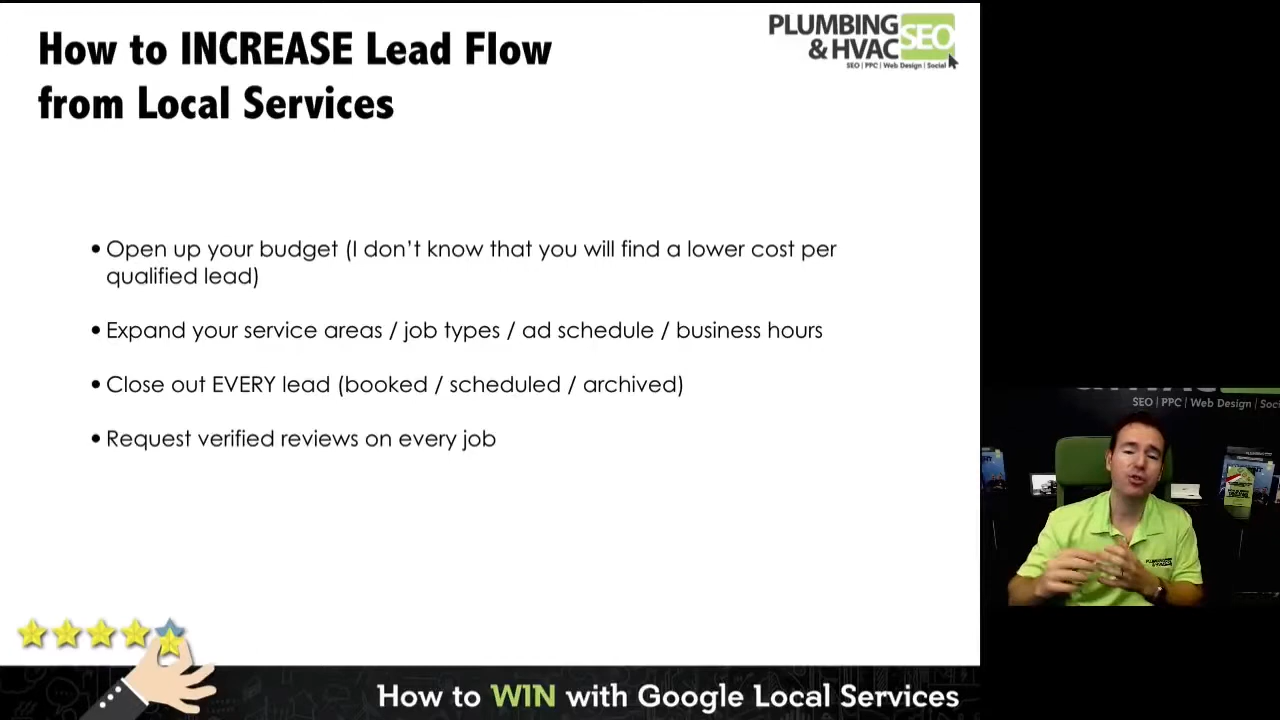 How to INCREASE Lead Flow
from Local Services
PLUMBING
& HVAC SEO
SEO | PPC | Web Design | Social
• Open up your budget (I don’t know that you will find a lower cost per
qualified lead)
• Expand your service areas / job types / ad schedule / business hours
• Close out EVERY lead (booked / scheduled / archived)
• Request verified reviews on every job
SEO | PPC | Web Design | Soci
How to WIN with Google Local Services